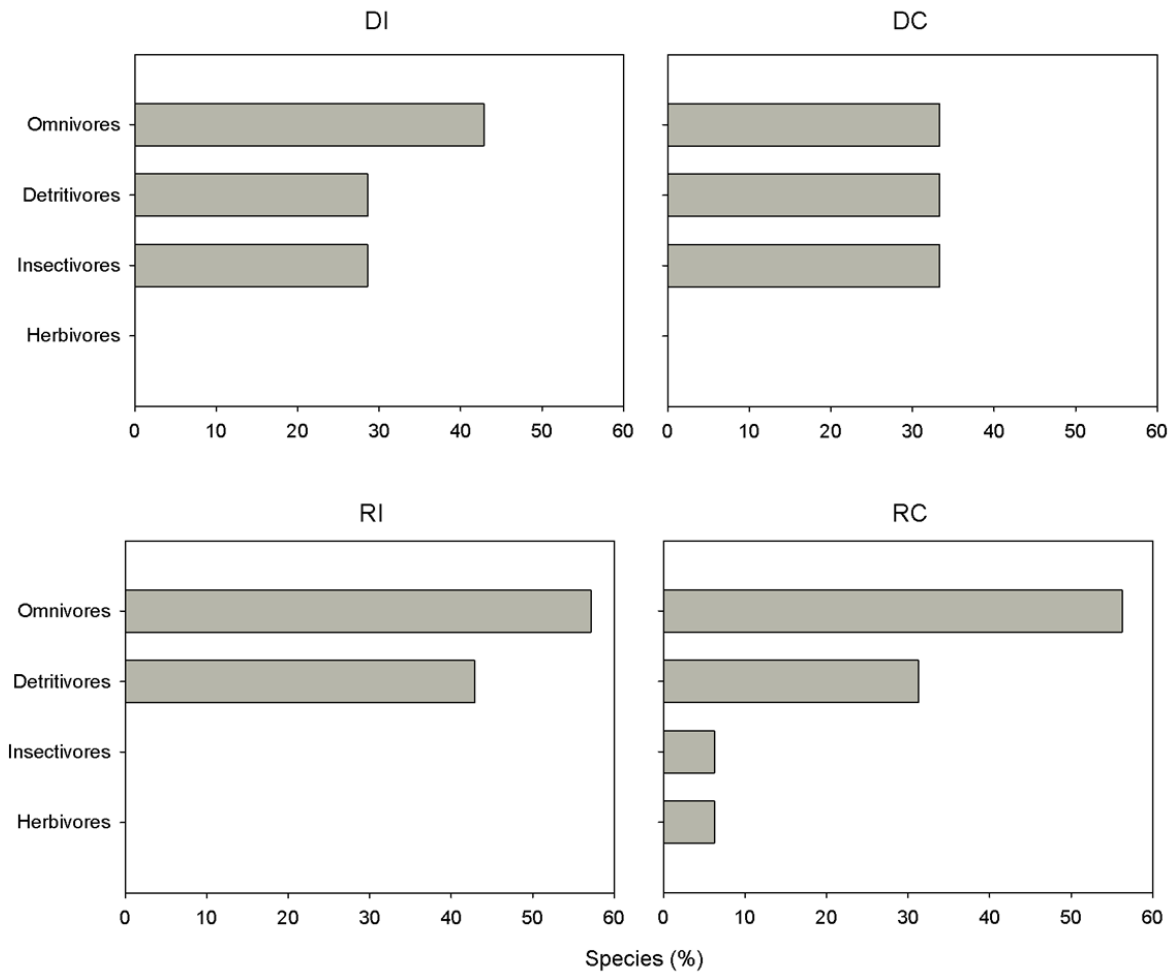 DI
DC
Omnivores
Detritivores
Insectivores
Herbivores
0 10 20 30 40 50 60
0 10 20 30 40 50 60
RI
RC
Omnivores
Detritivores
Insectivores
Herbivores
0 10 20 30 40 50 60
0 10 20 30 40 50 60
Species (%)